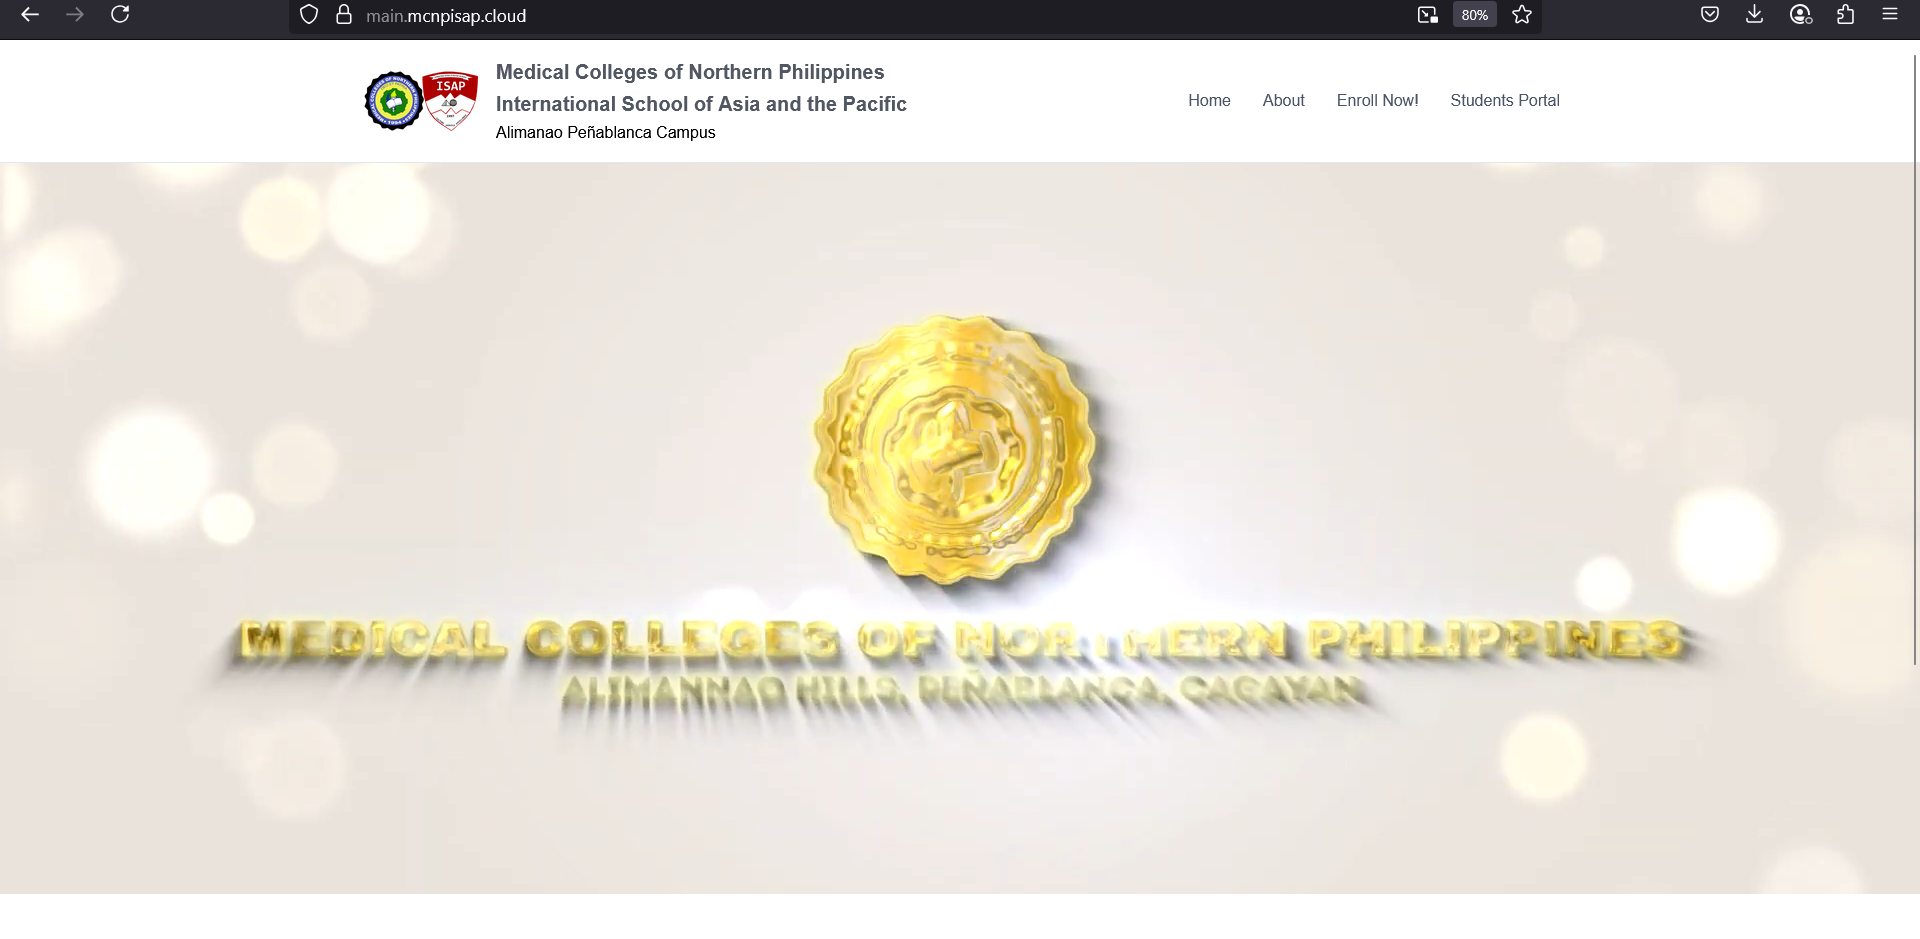 main.mcnpisap.cloud
80%
ISAP
Medical Colleges of Northern Philippines
International School of Asia and the Pacific
Alimanao Peñablanca Campus
Home
About
Enroll Now!
Students Portal
MEDICAL COLLEGES OF NORTHERN PHILIPPINES
ALIMANNAO HILLS, PEÑABLANCA, CAGAYAN